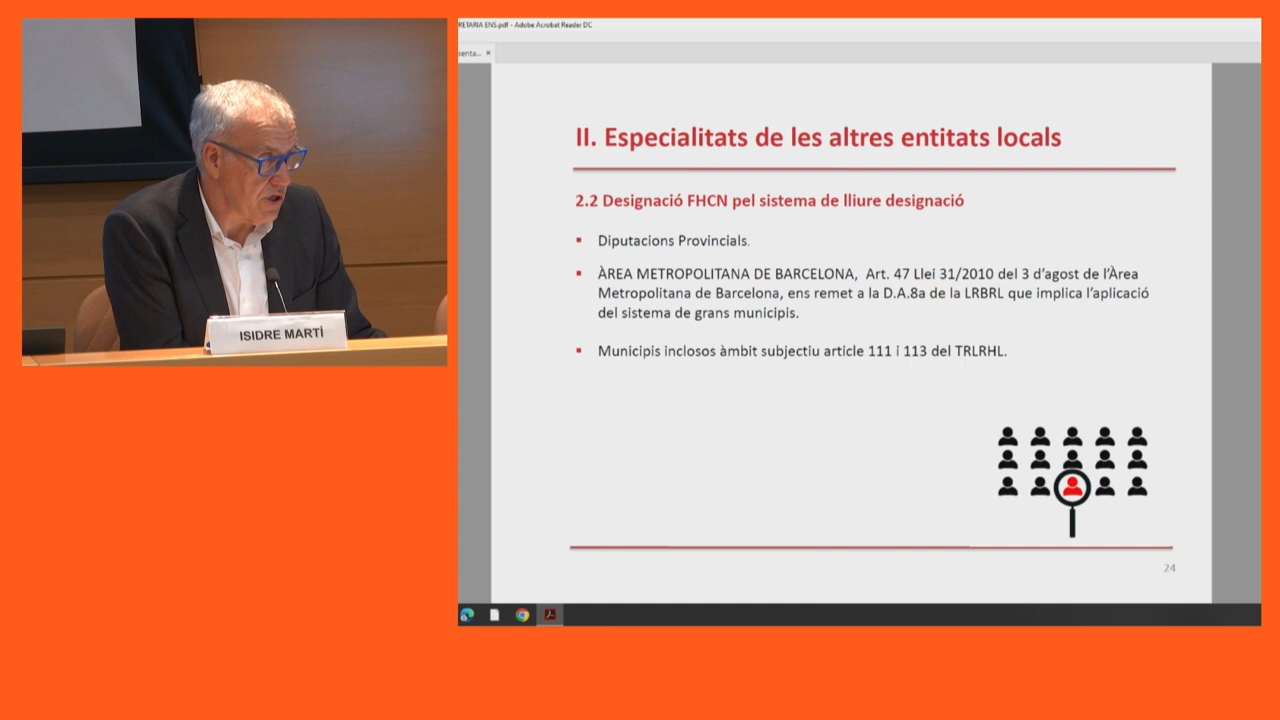 ISIDRE MARTÍ
RETARIA ENS.pdf - Adobe Acrobat Reader DC
senta... ×
II. Especialitats de les altres entitats locals
2.2 Designació FHCN pel sistema de lliure designació
Diputacions Provincials.
ÀREA METROPOLITANA DE BARCELONA, Art. 47 Llei 31/2010 del 3 d'agost de l'Àrea
Metropolitana de Barcelona, ens remet a la D.A.8a de la LRBRL que implica l'aplicació
del sistema de grans municipis.
Municipis inclosos àmbit subjectiu article 111 i 113 del TRLRHL.
24